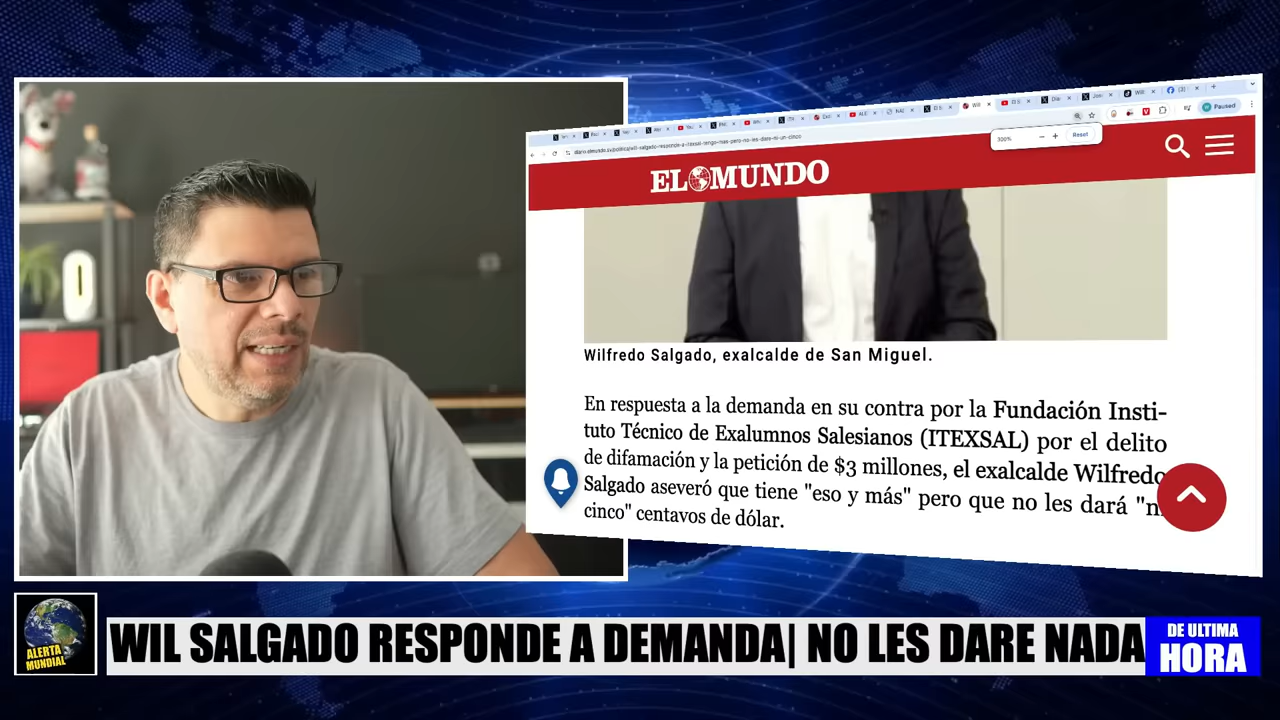 300%
Reset
Paused
EL MUNDO
Wilfredo Salgado, exalcalde de San Miguel.
En respuesta a la demanda en su contra por la Fundación Insti-
tuto Técnico de Exalumnos Salesianos (ITEXSAL) por el delito
de difamación y la petición de $3 millones, el exalcalde Wilfredo
Salgado aseveró que tiene "eso y más" pero que no les dará "n
cinco" centavos de dólar.
ALERTA
MUNDIAL
WIL SALGADO RESPONDE A DEMANDA| NO LES DARE NADA
DE ULTIMA
HORA